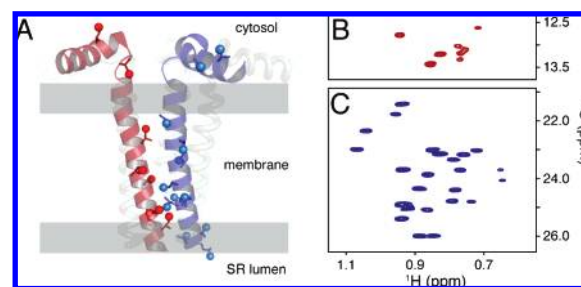 A
cytosol
membrane
SR lumen
B
12.5
13.5
C
22.0
24.0
26.0
1.1 0.9 0.7
¹H (ppm)